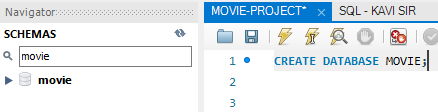 Navigator
SCHEMAS
movie
movie
MOVIE-PROJECT* × SQL - KAVI SIR
1 CREATE DATABASE MOVIE;
2
3